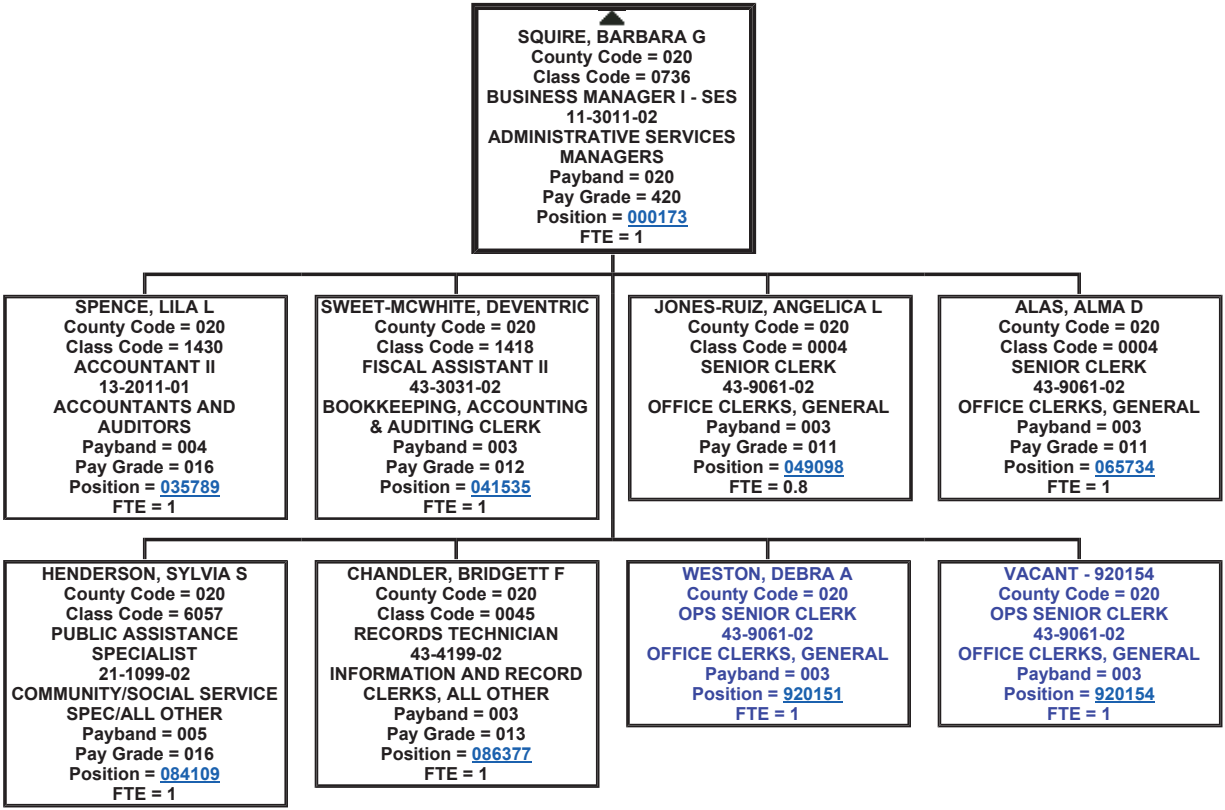 SQUIRE, BARBARA G
County Code = 020
Class Code = 0736
BUSINESS MANAGER I - SES
11-3011-02
ADMINISTRATIVE SERVICES
MANAGERS
Payband = 020
Pay Grade = 420
Position = 000173
FTE = 1
SPENCE, LILA L
County Code = 020
Class Code = 1430
ACCOUNTANT II
13-2011-01
ACCOUNTANTS AND
AUDITORS
Payband = 004
Pay Grade = 016
Position = 035789
FTE = 1
SWEET-MCWHITE, DEVENTRIC
County Code = 020
Class Code = 1418
FISCAL ASSISTANT II
43-3031-02
BOOKKEEPING, ACCOUNTING
& AUDITING CLERK
Payband = 003
Pay Grade = 012
Position = 041535
FTE = 1
JONES-RUIZ, ANGELICA L
County Code = 020
Class Code = 0004
SENIOR CLERK
43-9061-02
OFFICE CLERKS, GENERAL
Payband = 003
Pay Grade = 011
Position = 049098
FTE = 0.8
ALAS, ALMA D
County Code = 020
Class Code = 0004
SENIOR CLERK
43-9061-02
OFFICE CLERKS, GENERAL
Payband = 003
Pay Grade = 011
Position = 065734
FTE = 1
HENDERSON, SYLVIA S
County Code = 020
Class Code = 6057
PUBLIC ASSISTANCE
SPECIALIST
21-1099-02
COMMUNITY/SOCIAL SERVICE
SPEC/ALL OTHER
Payband = 005
Pay Grade = 016
Position = 084109
FTE = 1
CHANDLER, BRIDGETT F
County Code = 020
Class Code = 0045
RECORDS TECHNICIAN
43-4199-02
INFORMATION AND RECORD
CLERKS, ALL OTHER
Payband = 003
Pay Grade = 013
Position = 086377
FTE = 1
WESTON, DEBRA A
County Code = 020
OPS SENIOR CLERK
43-9061-02
OFFICE CLERKS, GENERAL
Payband = 003
Position = 920151
FTE = 1
VACANT - 920154
County Code = 020
OPS SENIOR CLERK
43-9061-02
OFFICE CLERKS, GENERAL
Payband = 003
Position = 920154
FTE = 1